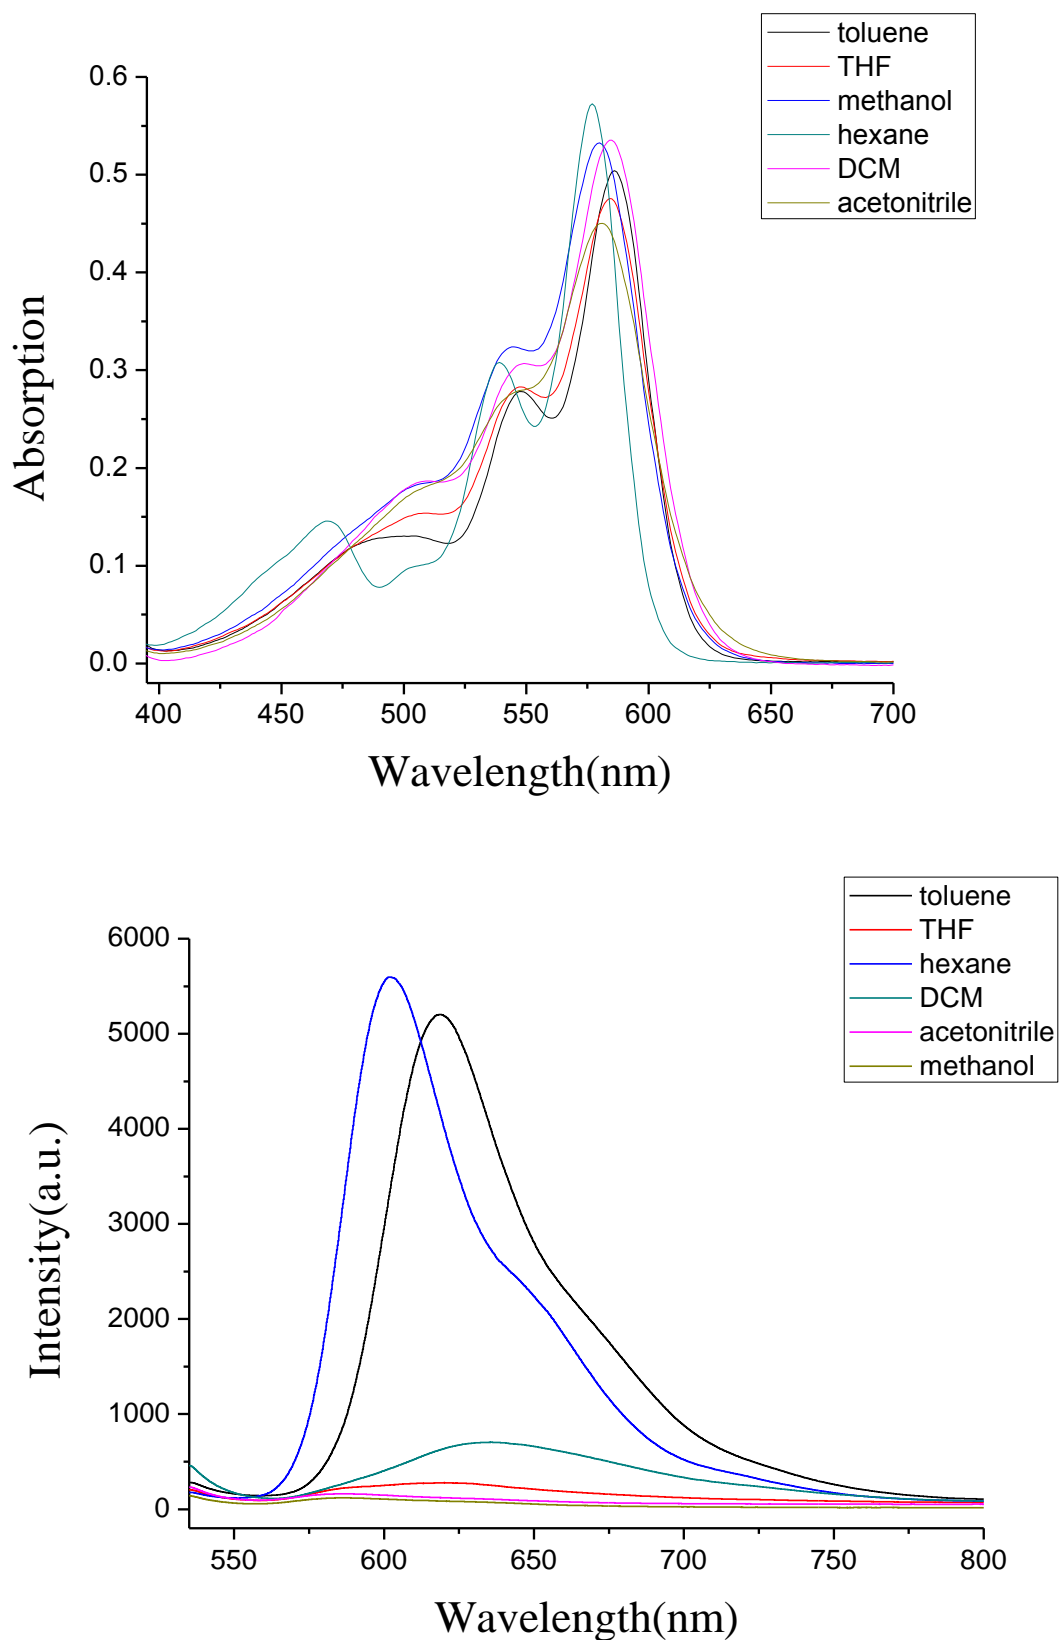 toluene
THF
methanol
hexane
DCM
acetonitrile
0.6
0.5
0.4
0.3
0.2
0.1
0.0
Absorption
400 450 500 550 600 650 700
Wavelength(nm)
toluene
THF
hexane
DCM
acetonitrile
methanol
6000
5000
4000
3000
2000
1000
0
Intensity(a.u.)
550 600 650 700 750 800
Wavelength(nm)